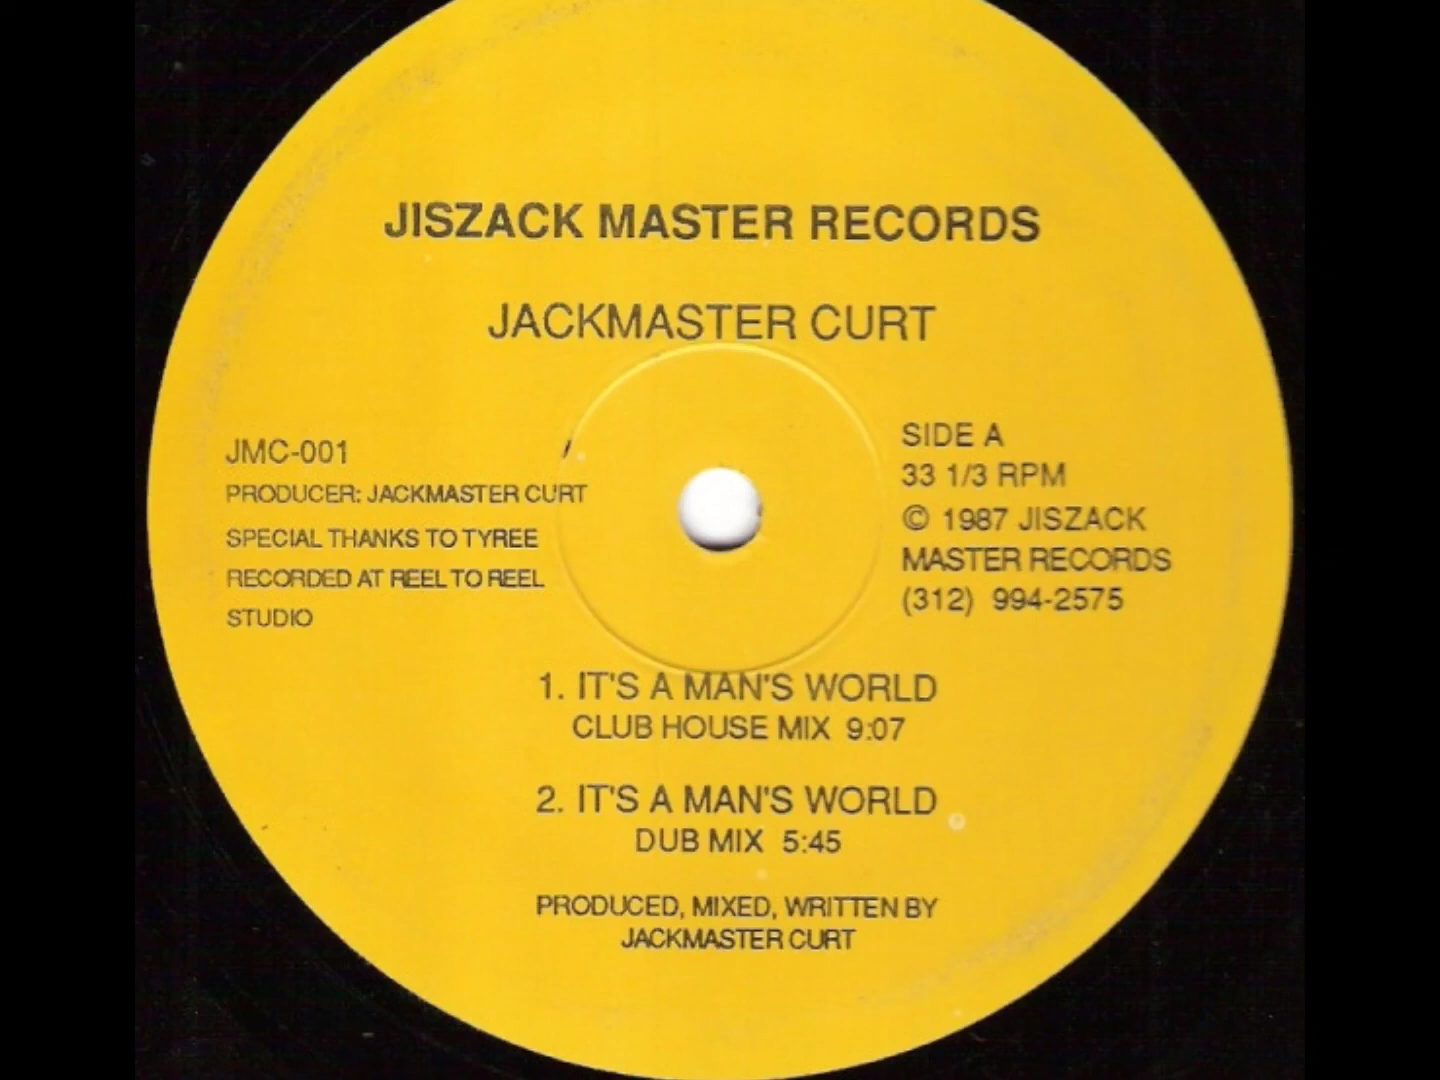 JISZACK MASTER RECORDS
JACKMASTER CURT
JMC-001
PRODUCER: JACKMASTER CURT
SPECIAL THANKS TO TYREE
RECORDED AT REEL TO REEL
STUDIO
SIDE A
33 1/3 RPM
© 1987 JISZACK
MASTER RECORDS
(312) 994-2575
1. IT'S A MAN'S WORLD
CLUB HOUSE MIX 9:07
2. IT'S A MAN'S WORLD
DUB MIX 5:45
PRODUCED, MIXED, WRITTEN BY
JACKMASTER CURT